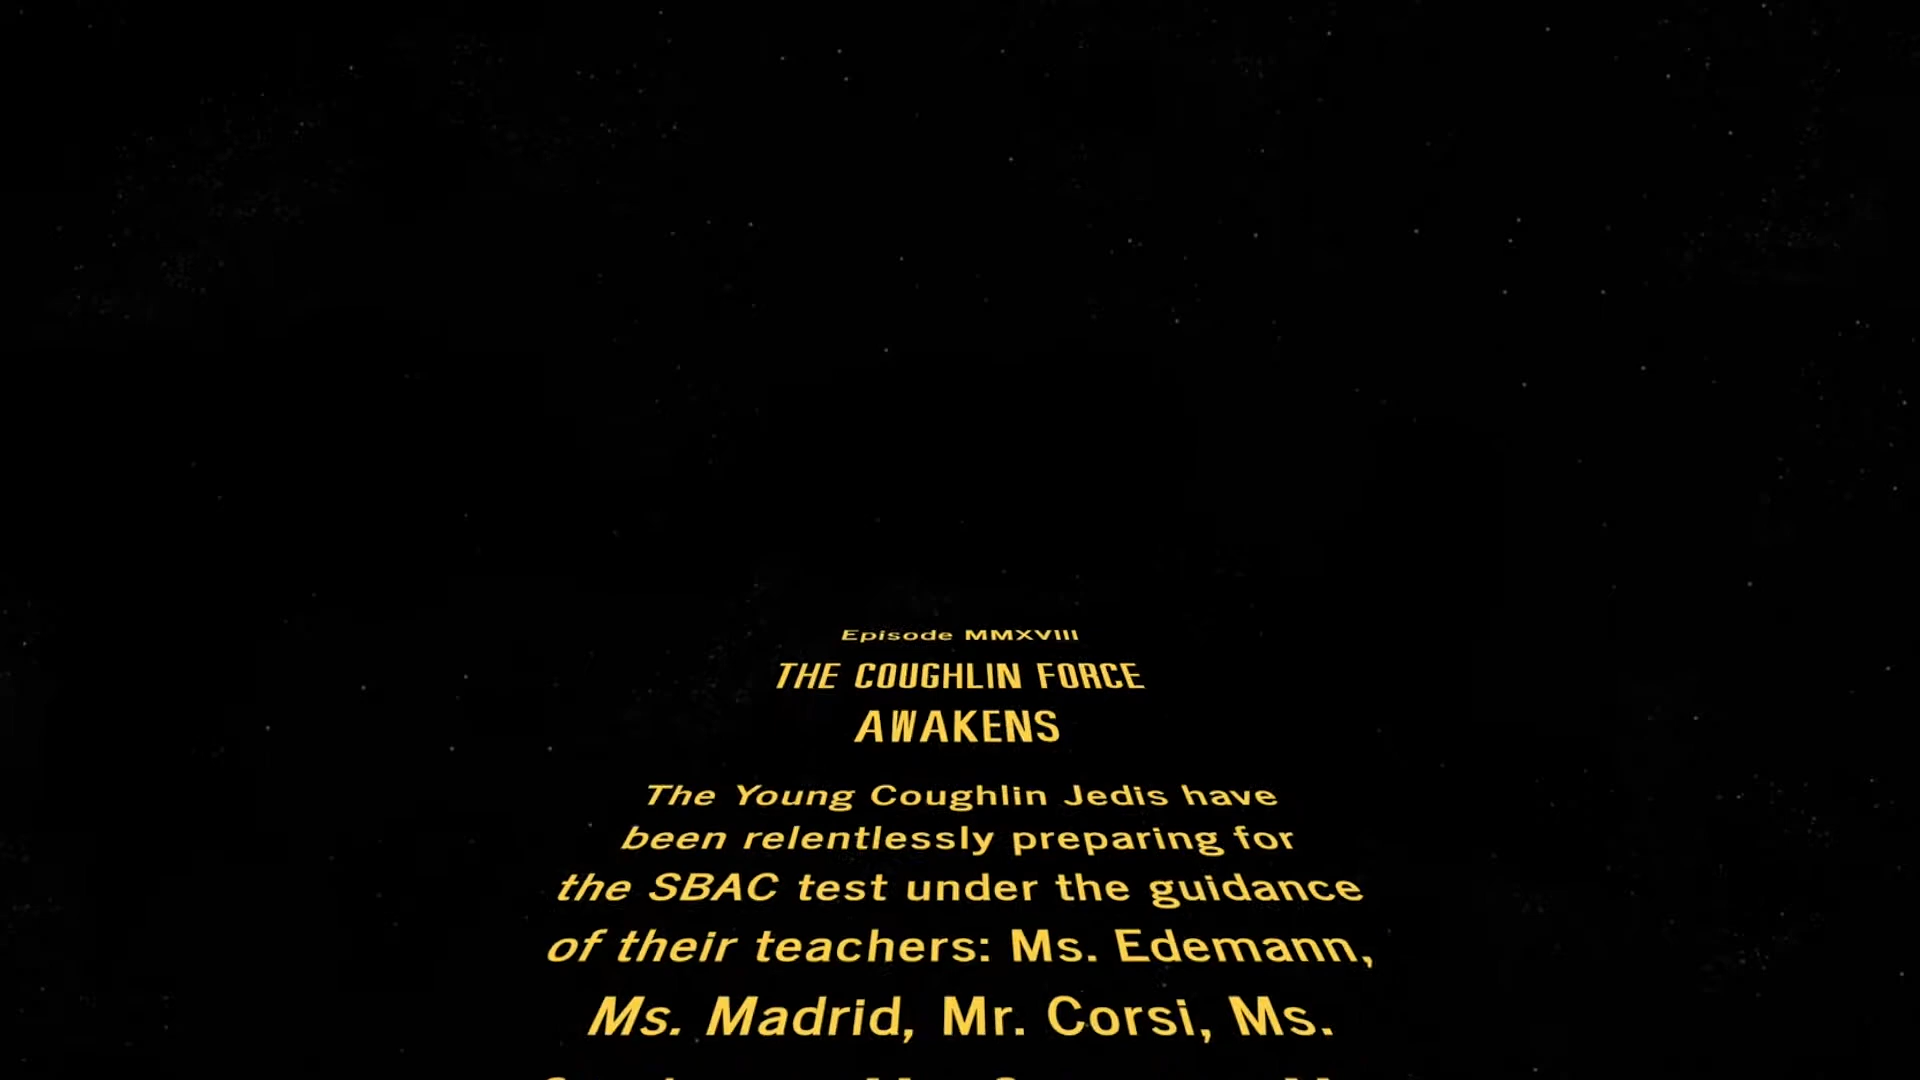 Episode MMXVIII
THE COUGHLIN FORCE
AWAKENS
The Young Coughlin Jedis have
been relentlessly preparing for
the SBAC test under the guidance
of their teachers: Ms. Edemann,
Ms. Madrid, Mr. Corsi, Ms.